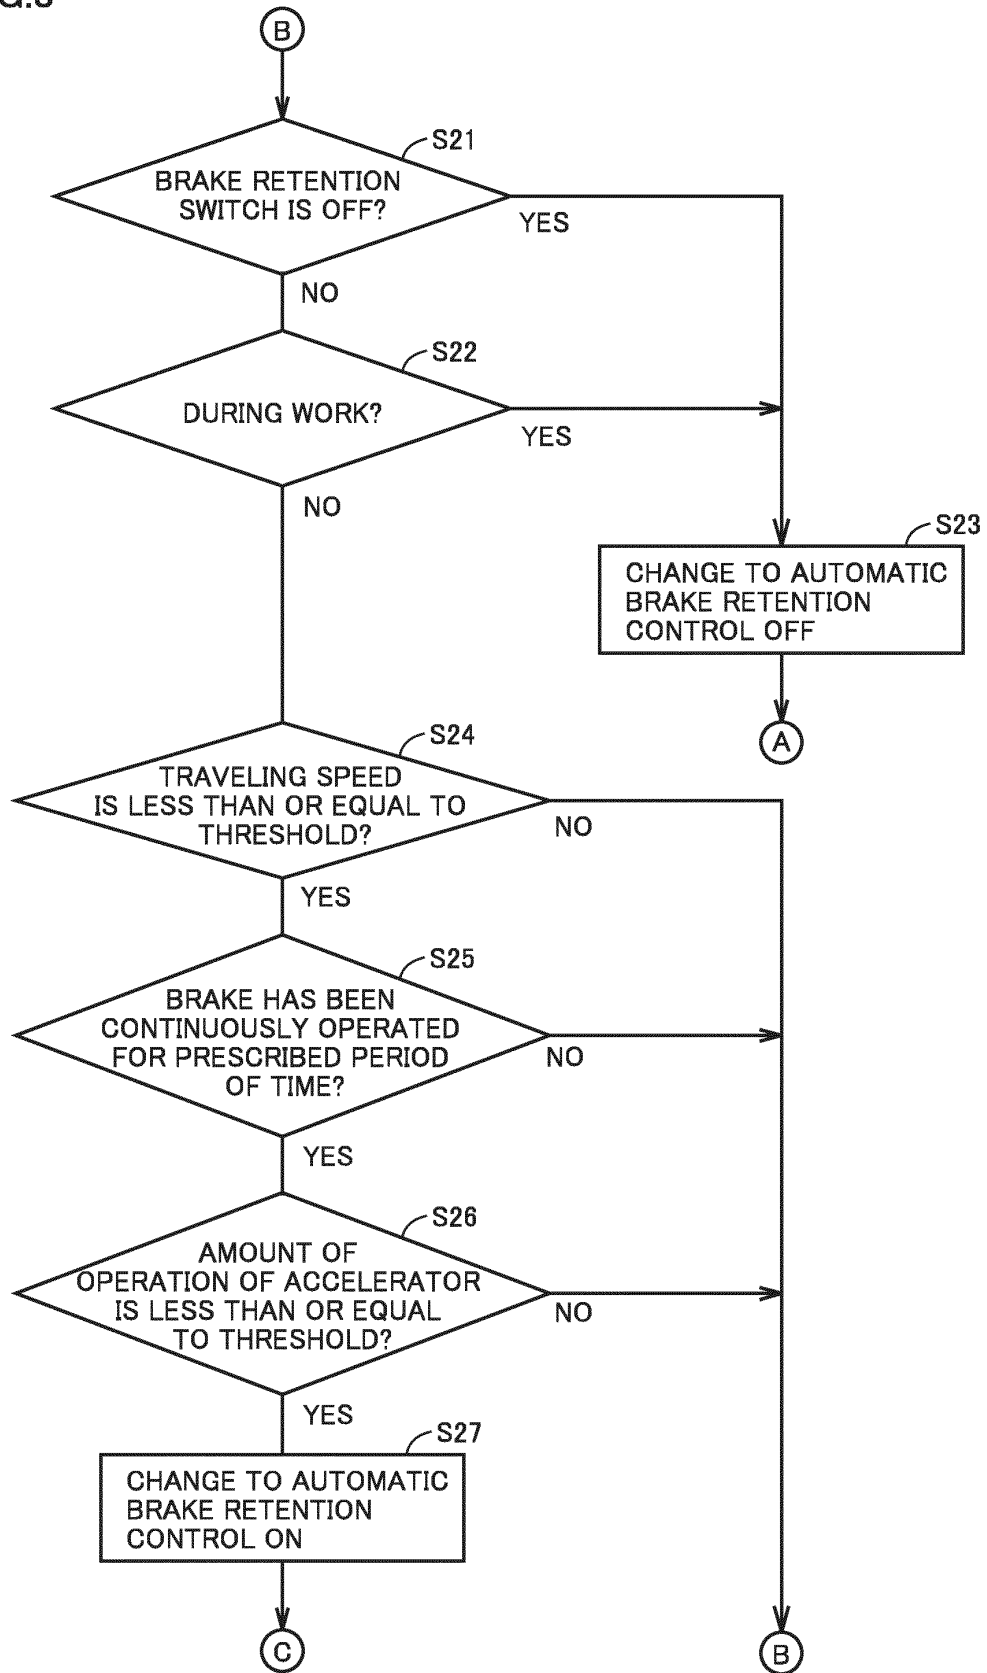 B
S21
BRAKE RETENTION
SWITCH IS OFF?
YES
NO
S22
DURING WORK?
YES
NO
S23
CHANGE TO AUTOMATIC
BRAKE RETENTION
CONTROL OFF
A
S24
TRAVELING SPEED
IS LESS THAN OR EQUAL TO
THRESHOLD?
NO
YES
S25
BRAKE HAS BEEN
CONTINUOUSLY OPERATED
FOR PRESCRIBED PERIOD
OF TIME?
NO
YES
S26
AMOUNT OF
OPERATION OF ACCELERATOR
IS LESS THAN OR EQUAL
TO THRESHOLD?
NO
YES
S27
CHANGE TO AUTOMATIC
BRAKE RETENTION
CONTROL ON
C
B